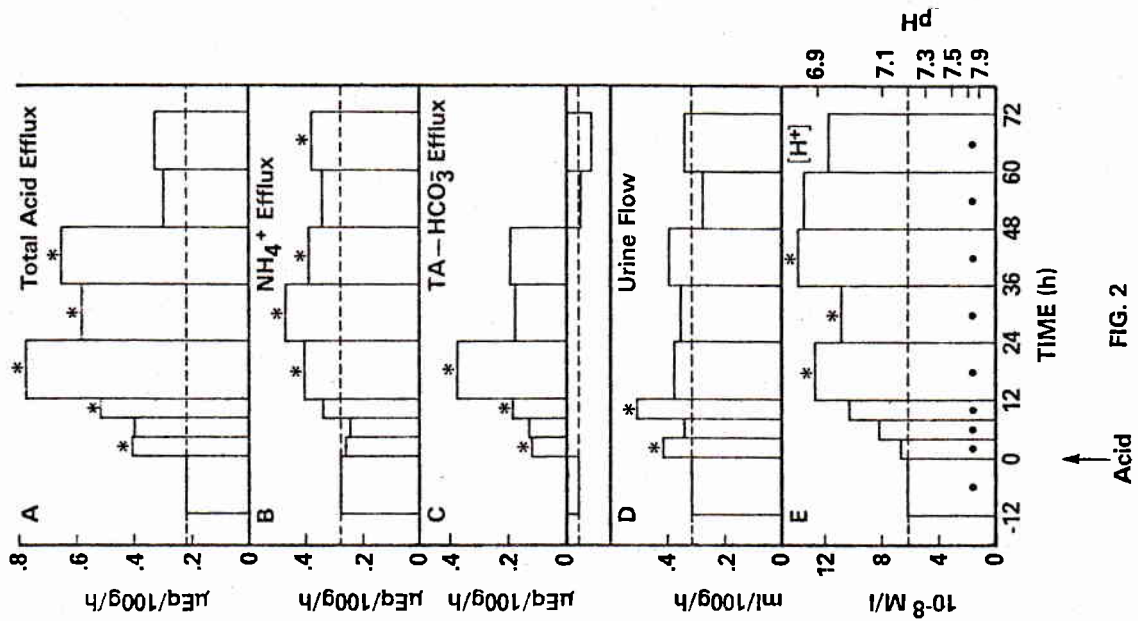 A
Total Acid Efflux
.8
.6
.4
.2
0
µEq/100g/h
*
*
*
*
*
B
NH₄⁺ Efflux
.4
.2
0
µEq/100g/h
*
*
*
*
C
TA–HCO₃⁻ Efflux
.4
.2
0
µEq/100g/h
*
*
*
D
Urine Flow
.4
.2
0
ml/100g/h
*
*
E
[H⁺]
12
8
4
0
10⁻⁸ M/l
*
*
*
6.9
7.1
7.3
7.5
7.9
pH
-12
0
12
24
36
48
60
72
TIME (h)
Acid
FIG. 2